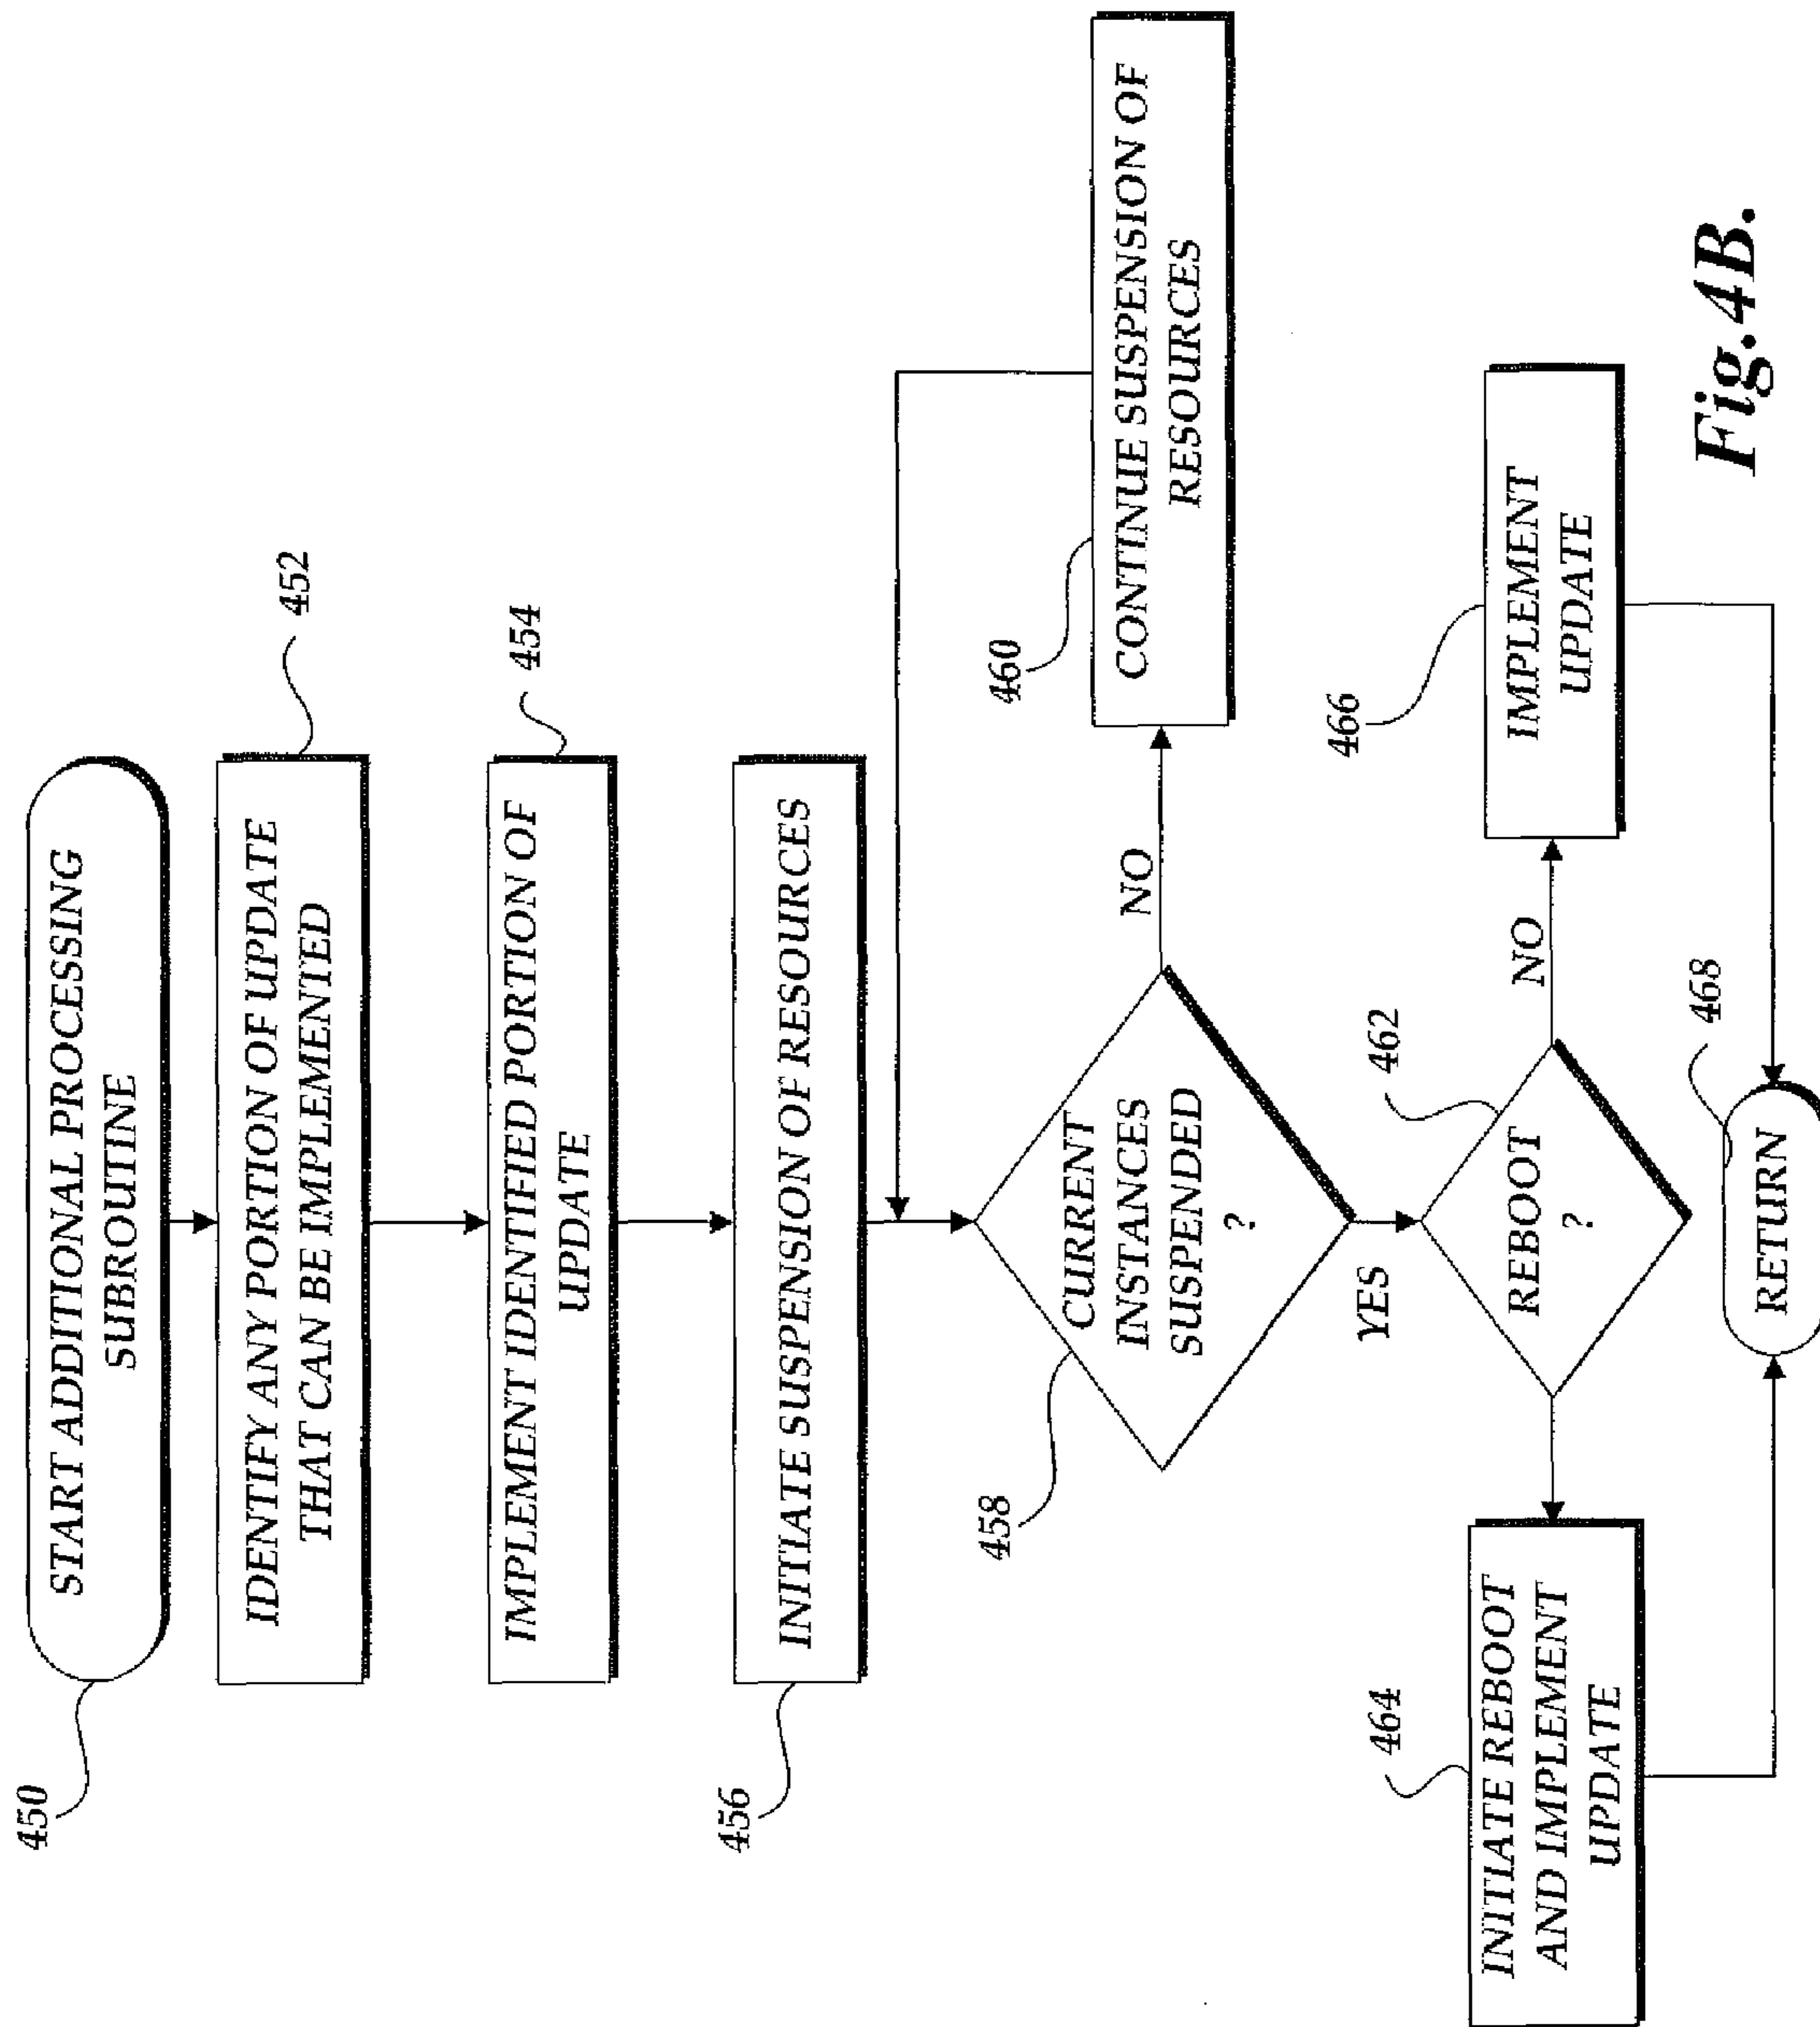 450
START ADDITIONAL PROCESSING
SUBROUTINE
452
IDENTIFY ANY PORTION OF UPDATE
THAT CAN BE IMPLEMENTED
454
IMPLEMENT IDENTIFIED PORTION OF
UPDATE
456
INITIATE SUSPENSION OF RESOURCES
458
CURRENT
INSTANCES
SUSPENDED
?
NO
460
CONTINUE SUSPENSION OF
RESOURCES
YES
462
REBOOT
?
NO
464
INITIATE REBOOT
AND IMPLEMENT
UPDATE
466
IMPLEMENT
UPDATE
468
RETURN
Fig.4B.